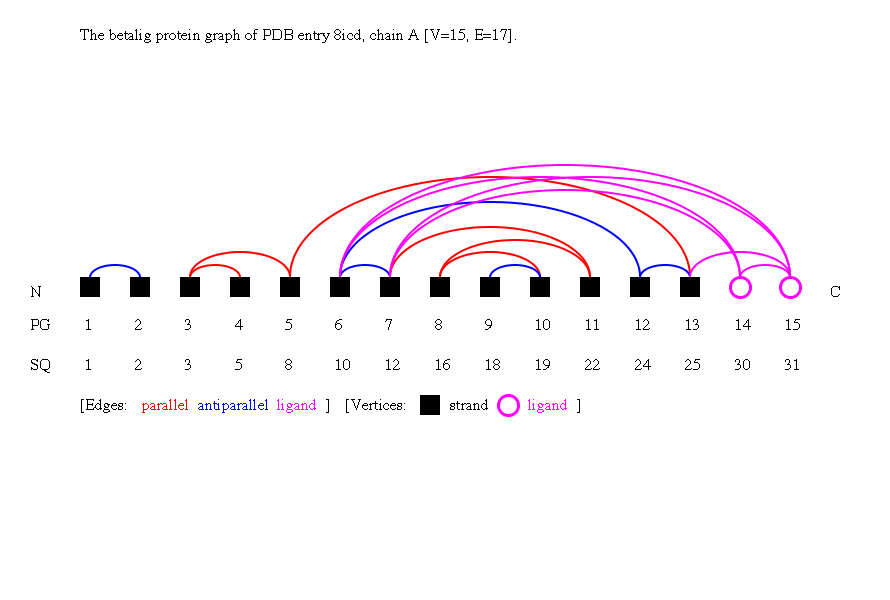 The betalig protein graph of PDB entry 8icd, chain A [V=15, E=17].
N C
PG 1 2 3 4 5 6 7 8 9 10 11 12 13 14 15
SQ 1 2 3 5 8 10 12 16 18 19 22 24 25 30 31
[Edges: parallel antiparallel ligand ] [Vertices: strand ligand ]